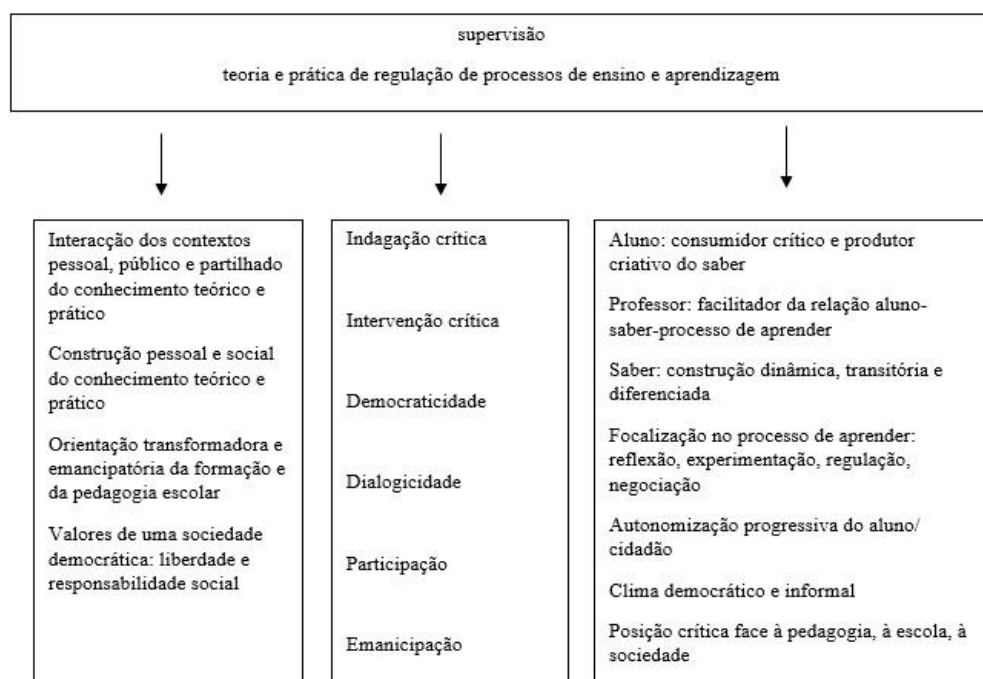 supervisão
teoria e prática de regulação de processos de ensino e aprendizagem
Interacção dos contextos
pessoal, público e partilhado
do conhecimento teórico e
prático
Construção pessoal e social
do conhecimento teórico e
prático
Orientação transformadora e
emancipatória da formação e
da pedagogia escolar
Valores de uma sociedade
democrática: liberdade e
responsabilidade social
Indagação crítica
Intervenção crítica
Democraticidade
Dialogicidade
Participação
Emanicipação
Aluno: consumidor crítico e produtor
criativo do saber
Professor: facilitador da relação aluno-
saber-processo de aprender
Saber: construção dinâmica, transitória e
diferenciada
Focalização no processo de aprender:
reflexão, experimentação, regulação,
negociação
Autonomização progressiva do aluno/
cidadão
Clima democrático e informal
Posição crítica face à pedagogia, à escola, à
sociedade